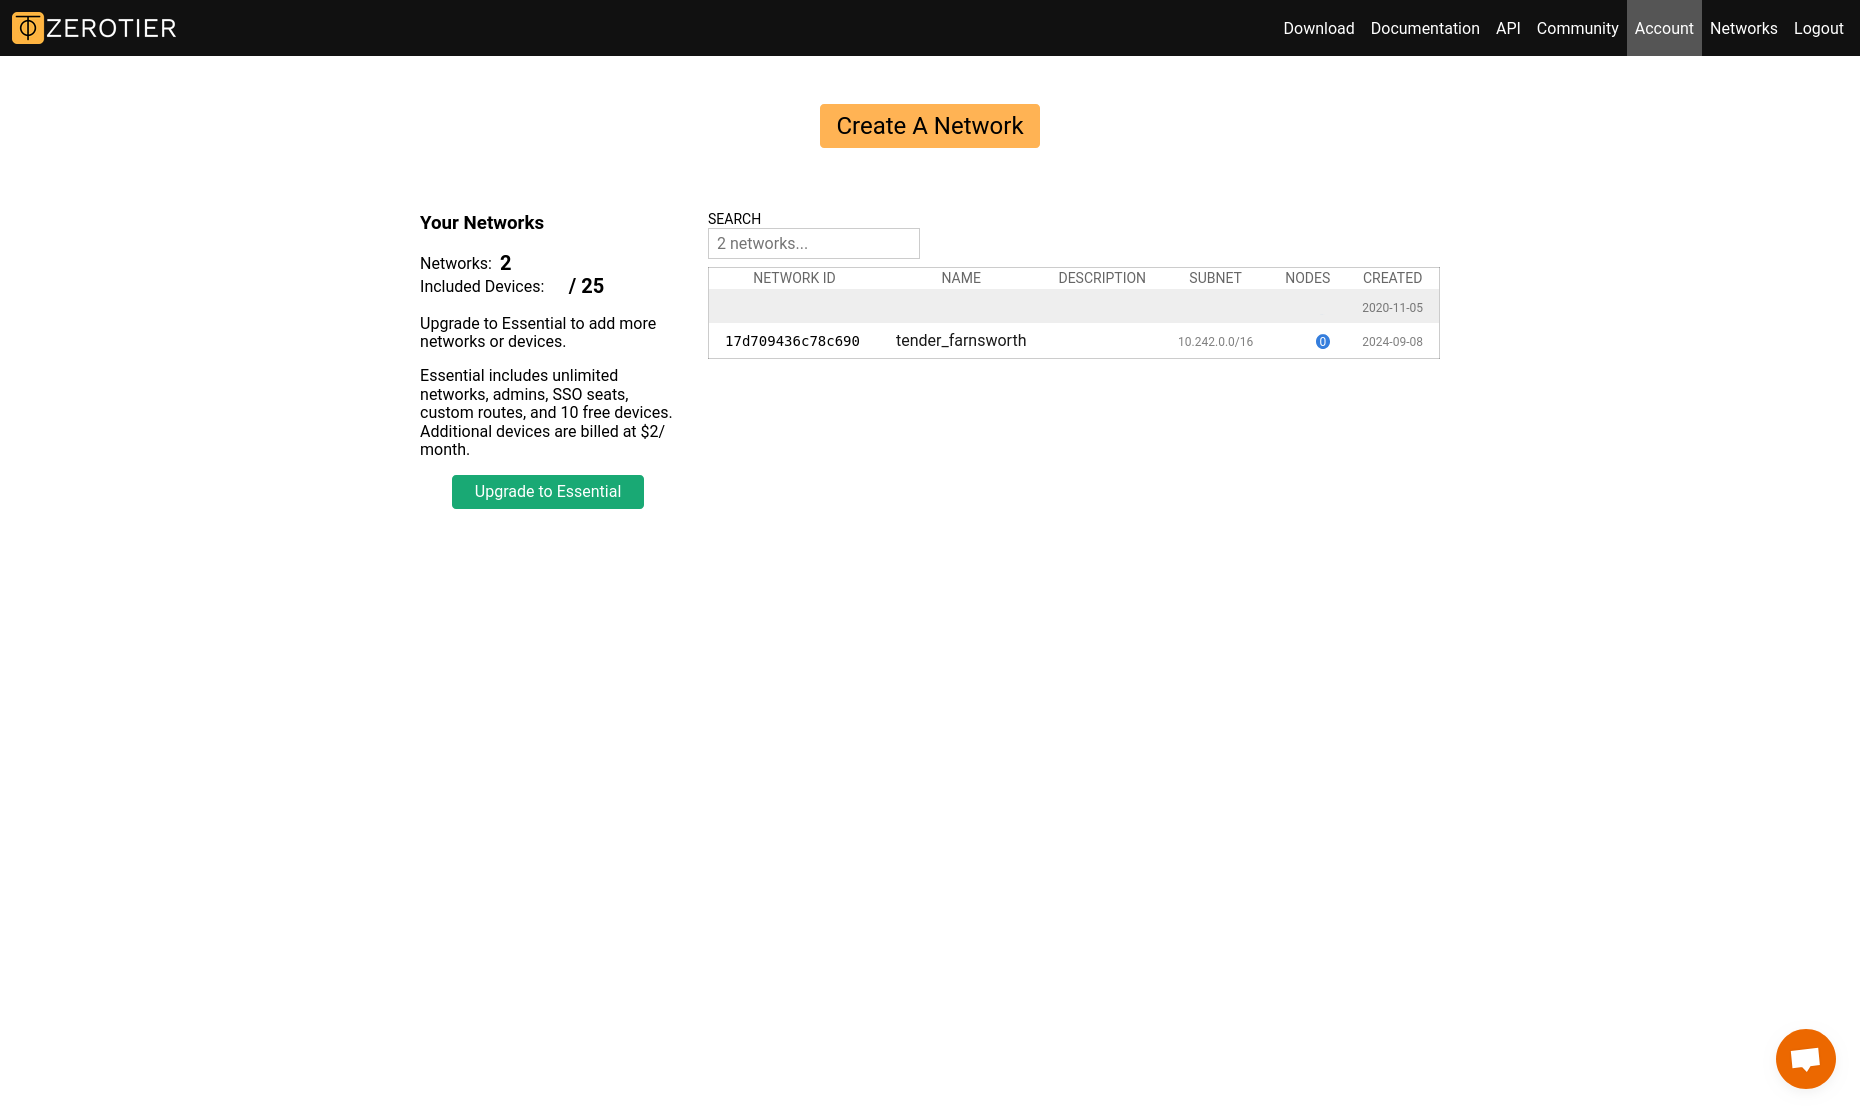 ZEROTIER
Download Documentation API Community Account Networks Logout
Create A Network
Your Networks
Networks: 2
Included Devices: / 25
Upgrade to Essential to add more
networks or devices.
Essential includes unlimited
networks, admins, SSO seats,
custom routes, and 10 free devices.
Additional devices are billed at $2/
month.
Upgrade to Essential
SEARCH
2 networks...
NETWORK ID NAME DESCRIPTION SUBNET NODES CREATED
2020-11-05
17d709436c78c690 tender_farnsworth 10.242.0.0/16 0 2024-09-08